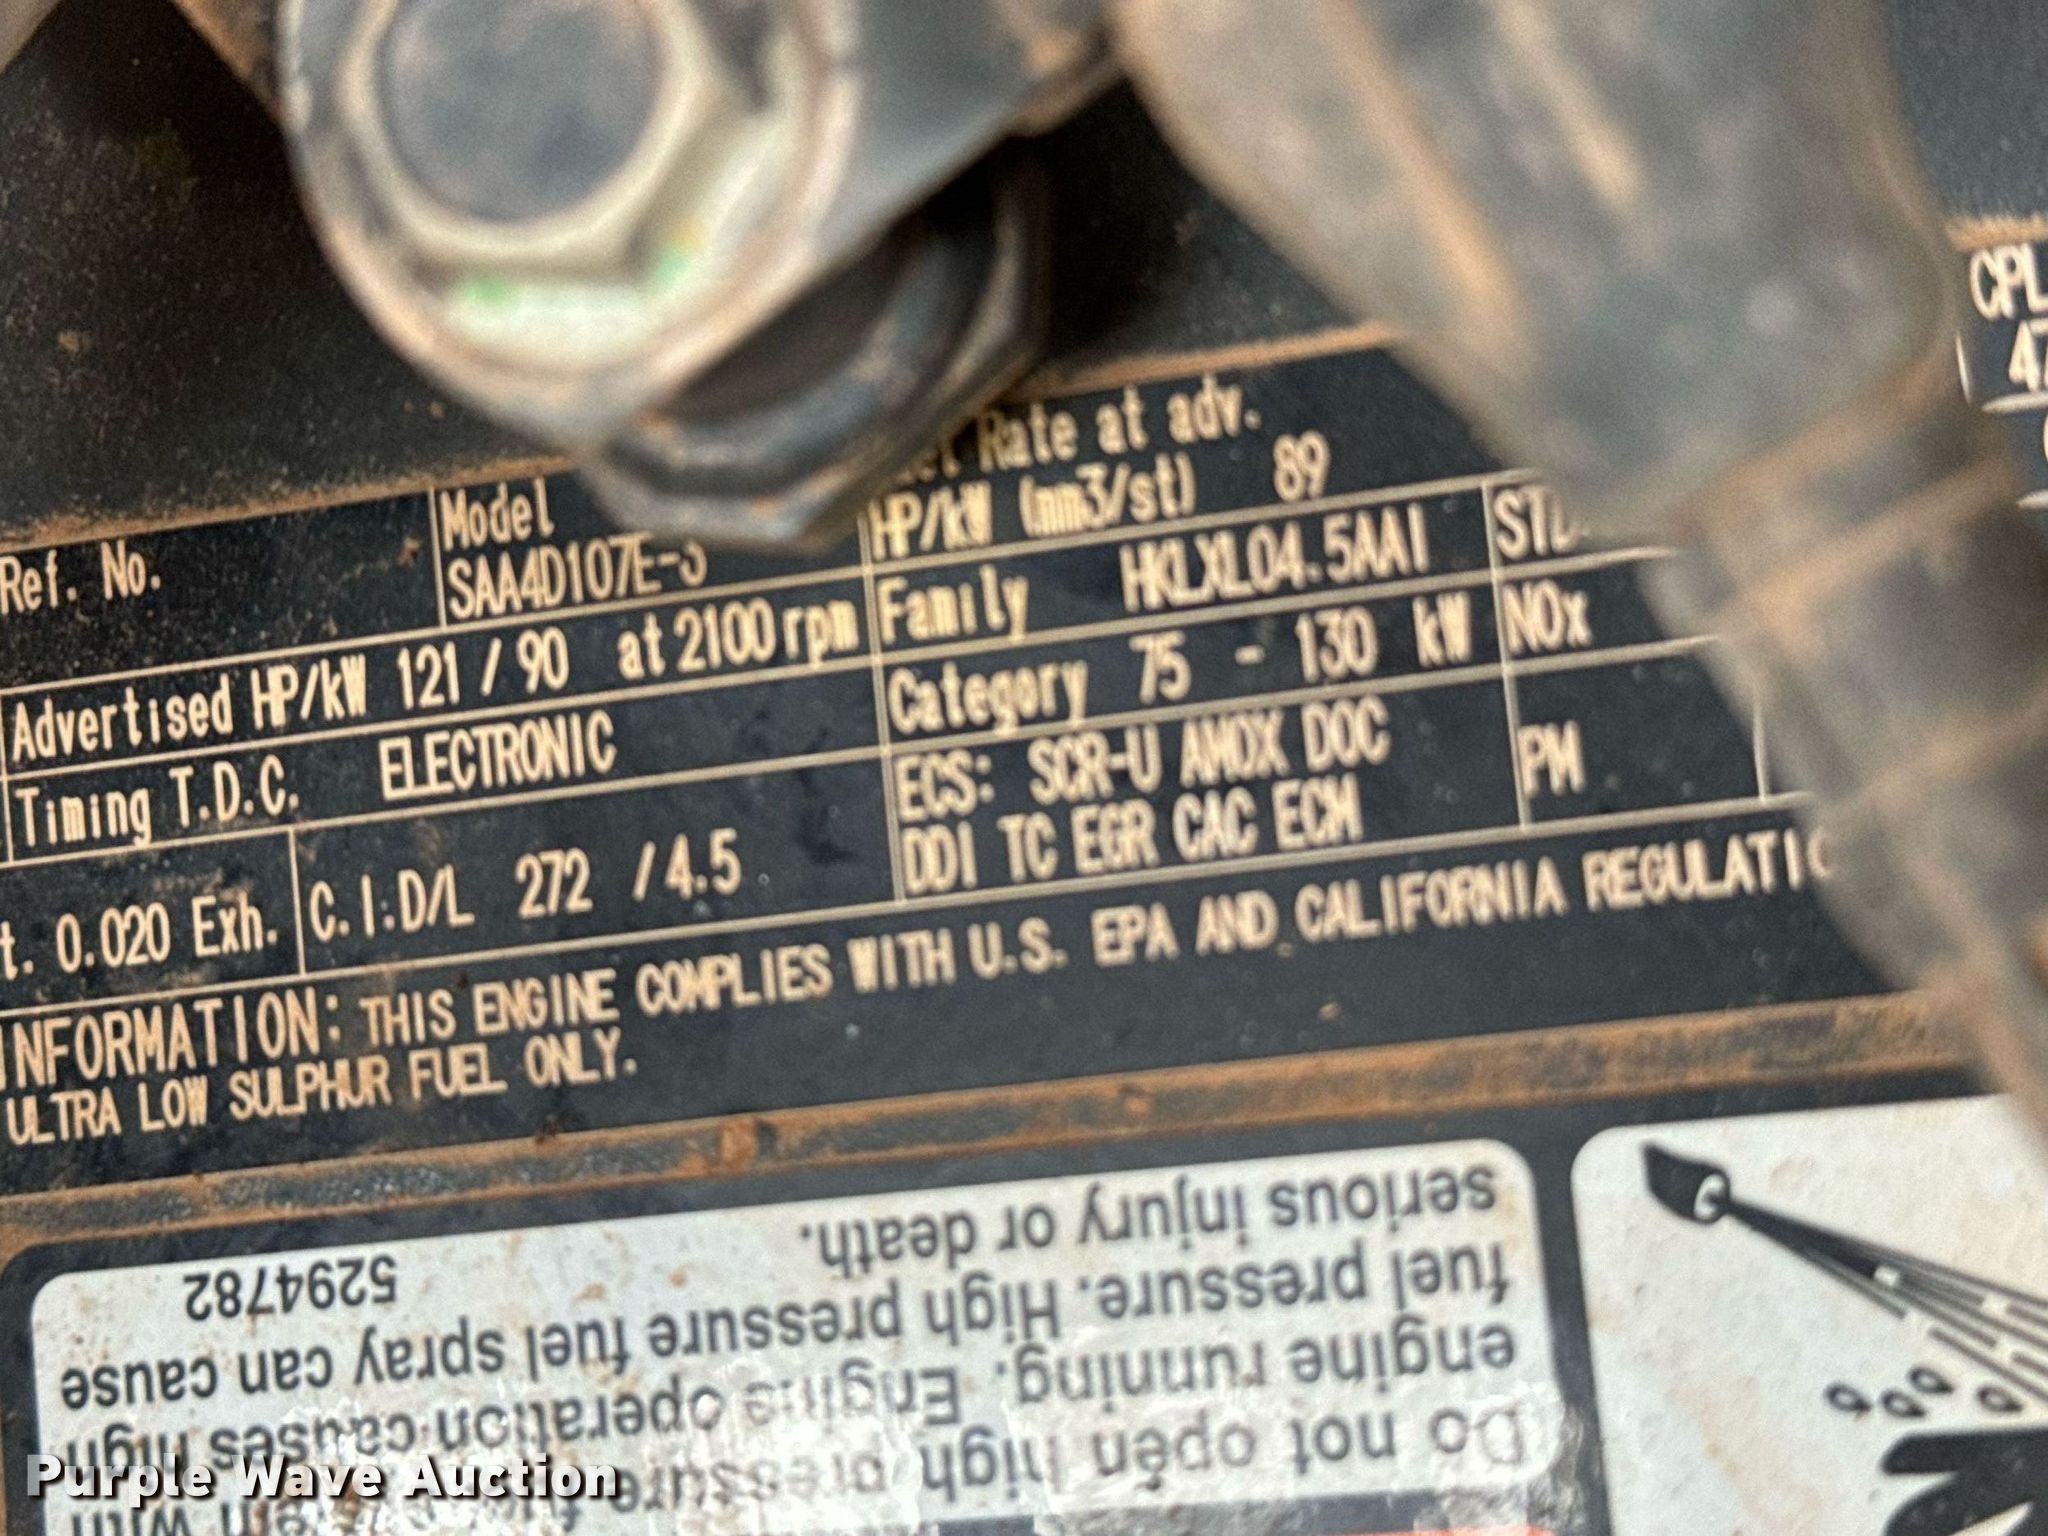 CPL
Rate at adv.
HP/kW (mm3/st) 89
Ref. No.
Model
SAA4D107E-3
Family HKLXL04.5AAI
Advertised HP/kW 121 / 90 at 2100 rpm
Category 75 - 130 kW
NOx
Timing T.D.C. ELECTRONIC
ECS: SCR-U AMOX DOC
DDI TC EGR CAC ECM
PM
0.020 Exh.
C.I.D/L 272 / 4.5
INFORMATION: THIS ENGINE COMPLIES WITH U.S. EPA AND CALIFORNIA
ULTRA LOW SULPHUR FUEL ONLY.
Do not open high pressure
engine running. Engine operation causes high
fuel pressure. High pressure fuel spray can cause
serious injury or death.
5294782
Purple Wave Auction